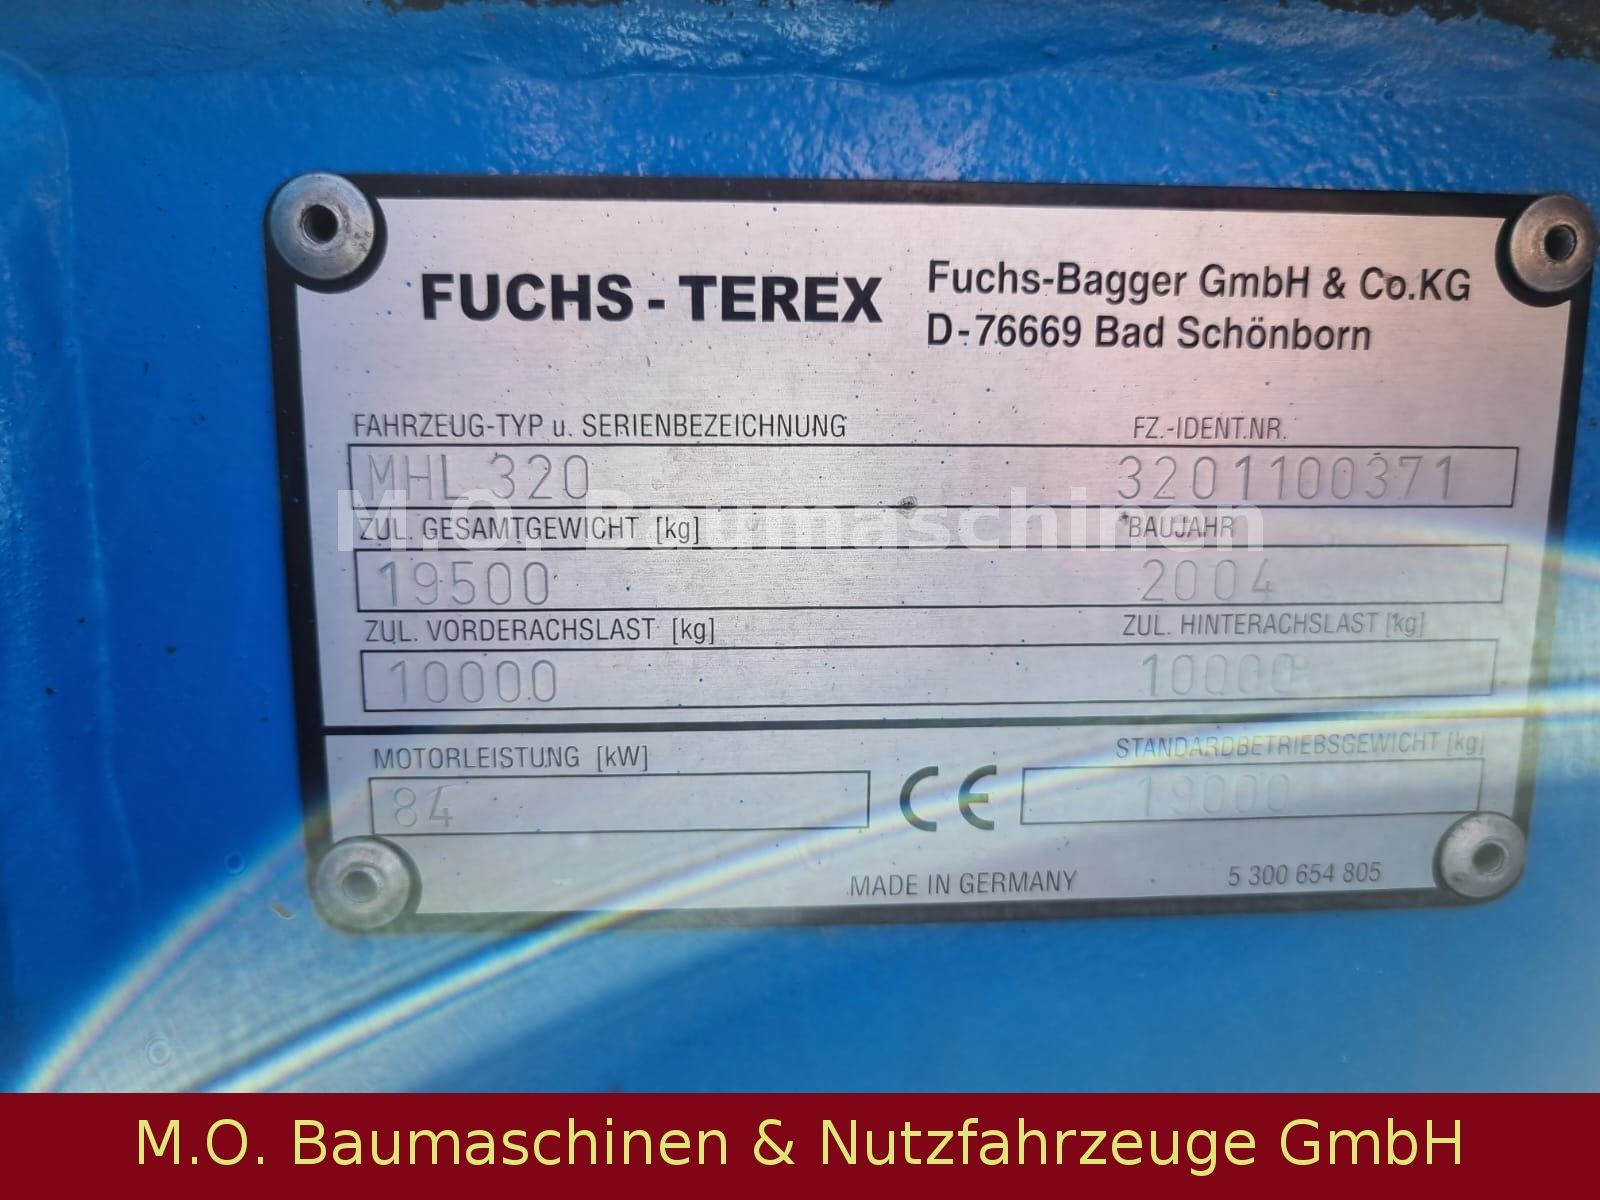 FUCHS - TEREX
Fuchs-Bagger GmbH & Co.KG
D-76669 Bad Schönborn
FAHRZEUG-TYP u. SERIENBEZEICHNUNG FZ.-IDENT.NR.
MHL 320 3201100371
M.O. Baumaschinen
ZUL. GESAMTGEWICHT [kg] BAUJAHR
19500 2004
ZUL. VORDERACHSLAST [kg] ZUL. HINTERACHSLAST [kg]
10000 10000
MOTORLEISTUNG [kW] STANDARDBETRIEBSGEWICHT [kg]
84 CE 19000
MADE IN GERMANY 5 300 654 805
M.O. Baumaschinen & Nutzfahrzeuge GmbH